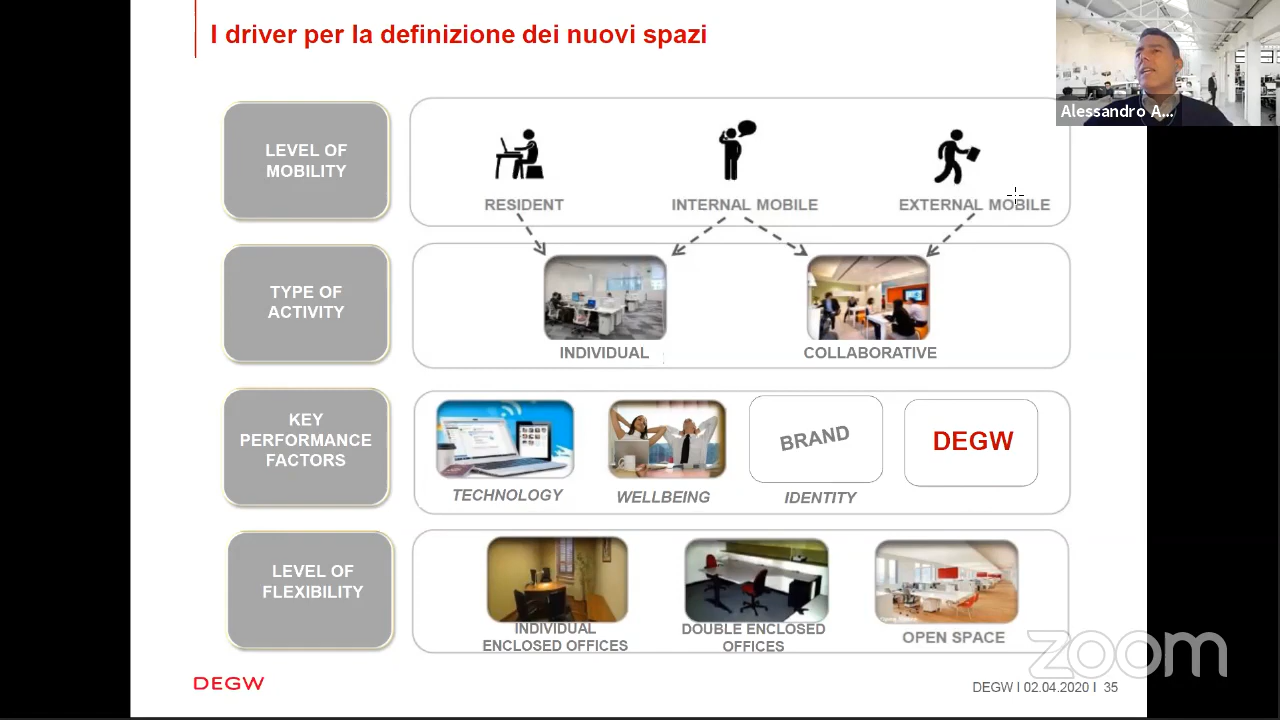 I driver per la definizione dei nuovi spazi
Alessandro A...
LEVEL OF
MOBILITY
RESIDENT
INTERNAL MOBILE
EXTERNAL MOBILE
TYPE OF
ACTIVITY
INDIVIDUAL
COLLABORATIVE
KEY
PERFORMANCE
FACTORS
BRAND
DEGW
TECHNOLOGY
WELLBEING
IDENTITY
LEVEL OF
FLEXIBILITY
INDIVIDUAL
ENCLOSED OFFICES
DOUBLE ENCLOSED
OFFICES
OPEN SPACE
zoom
DEGW
DEGW I 02.04.2020 I 35